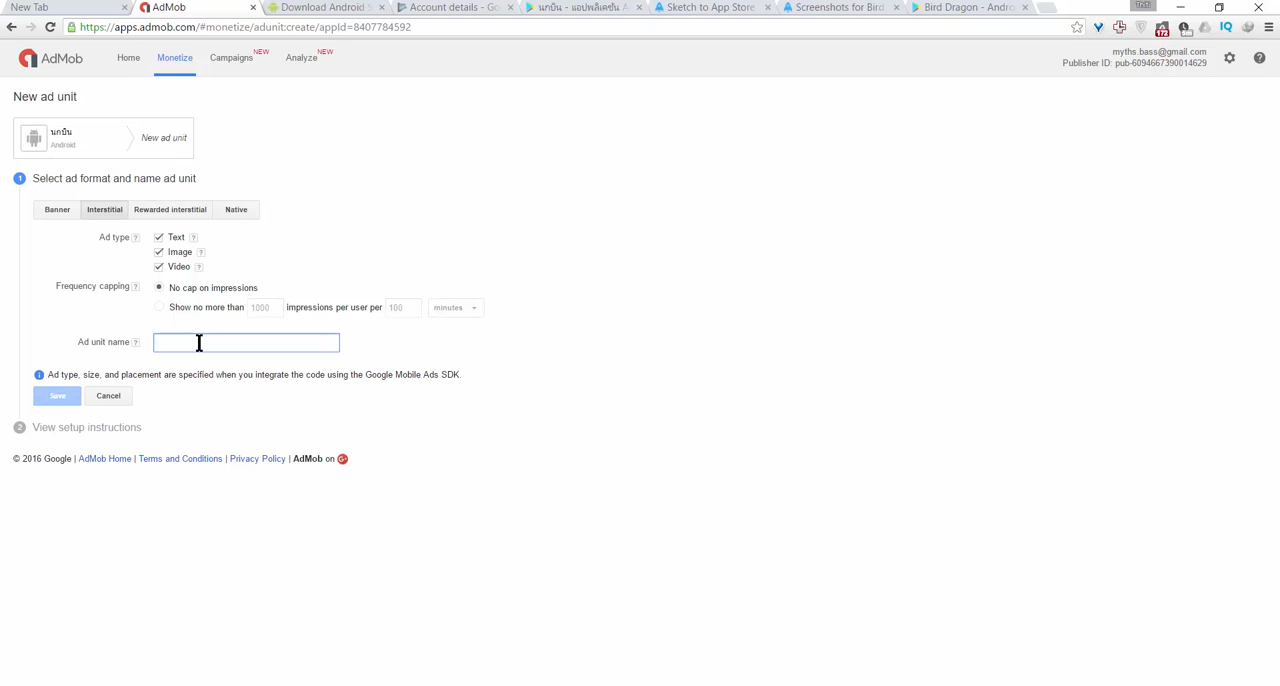 New Tab
AdMob
Download Android S
Account details - Go
นกบิน - แอปพลิเคชัน A
Sketch to App Store
Screenshots for Bird
Bird Dragon - Andro
ThTi
https://apps.admob.com/#monetize/adunit:create/appId=8407784592
172
IQ
AdMob
Home
Monetize
Campaigns NEW
Analyze NEW
myths.bass@gmail.com
Publisher ID: pub-6094667390014629
New ad unit
นกบิน
Android
New ad unit
1 Select ad format and name ad unit
Banner
Interstitial
Rewarded interstitial
Native
Ad type ?
Text ?
Image ?
Video ?
Frequency capping ?
No cap on impressions
Show no more than 1000 impressions per user per 100 minutes
Ad unit name ?
Ad type, size, and placement are specified when you integrate the code using the Google Mobile Ads SDK.
Save
Cancel
2 View setup instructions
© 2016 Google | AdMob Home | Terms and Conditions | Privacy Policy | AdMob on G+